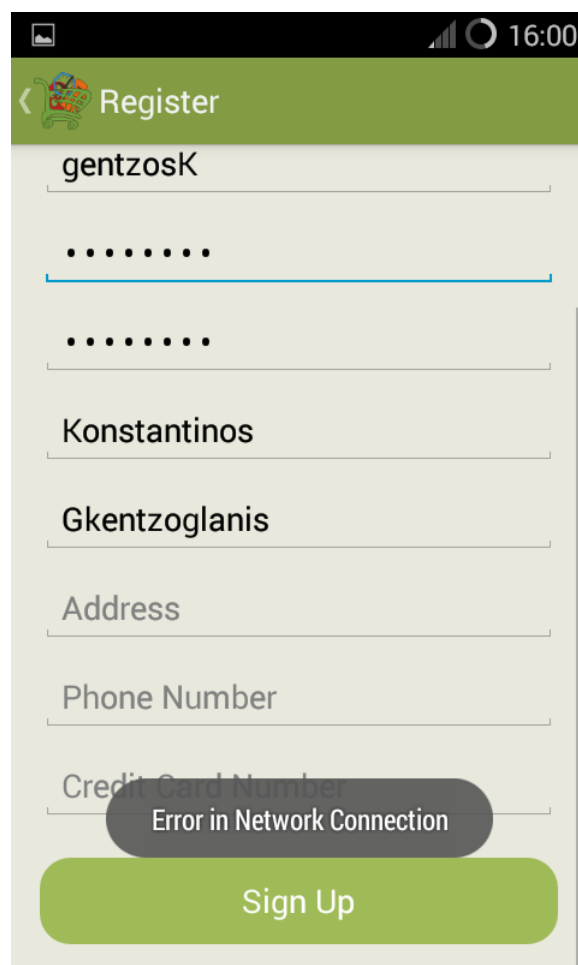 16:00
Register
gentzosK
••••••••
••••••••
Konstantinos
Gkentzoglanis
Address
Phone Number
Credit Card Number
Error in Network Connection
Sign Up